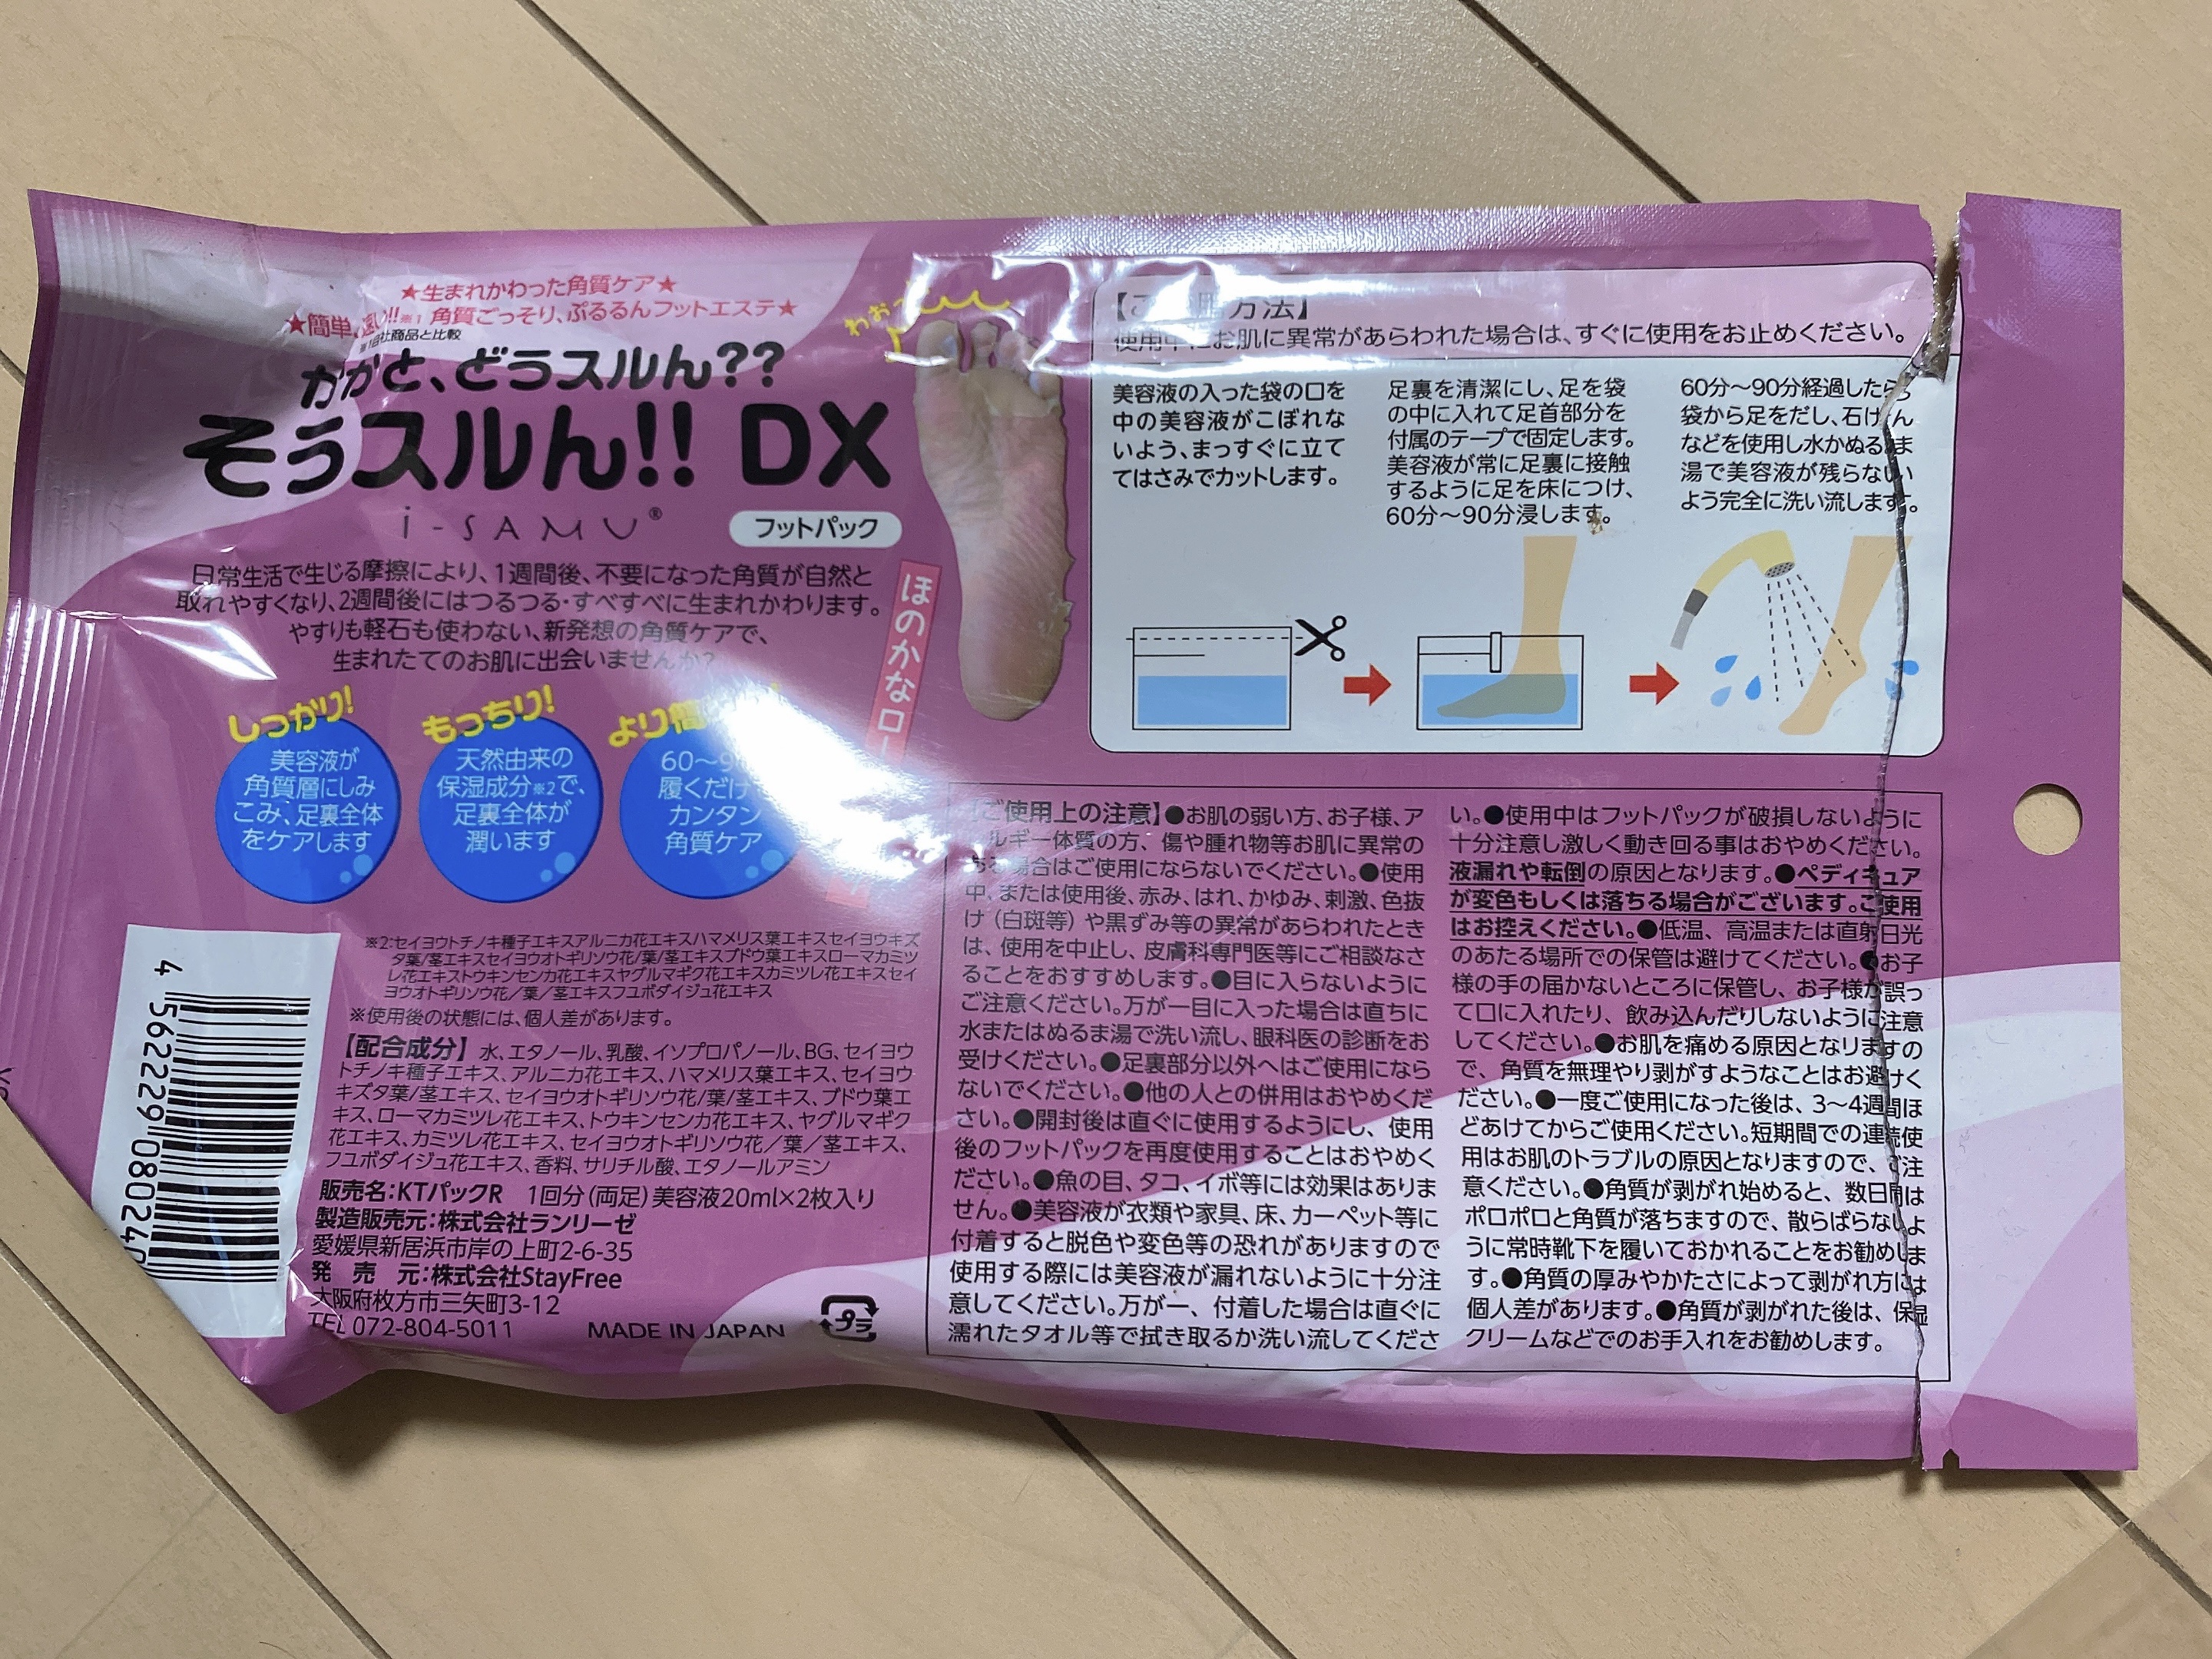 ★生まれかわった角質ケア★
★簡単、速い!!※1 角質ごっそり、ぷるるんフットエステ★
社商品と比較
かかと、どうスルん??
そうスルん!! DX
i-SAMU®
フットパック
わお
日常生活で生じる摩擦により、1週間後、不要になった角質が自然と
取れやすくなり、2週間後にはつるつる・すべすべに生まれかわります。
やすりも軽石も使わない、新発想の角質ケアで、
生まれたてのお肌に出会いませんか?
ほのかなロー
しっかり!
美容液が
角質層にしみ
こみ、足裏全体
をケアします
もっちり!
天然由来の
保湿成分※2で、
足裏全体が
潤います
より簡
60〜9
履くだけ
カンタン
角質ケア
※2:セイヨウトチノキ種子エキスアルニカ花エキスハマメリス葉エキスセイヨウキズ
タ葉/茎エキスセイヨウオトギリソウ花/葉/茎エキスブドウ葉エキスローマカミツ
レ花エキストウキンセンカ花エキスヤグルマギク花エキスカミツレ花エキスセイ
ヨウオトギリソウ花／葉／茎エキスフユボダイジュ花エキス
※使用後の状態には、個人差があります。
【配合成分】水、エタノール、乳酸、イソプロパノール、BG、セイヨウ
トチノキ種子エキス、アルニカ花エキス、ハマメリス葉エキス、セイヨウ
キズタ葉/茎エキス、セイヨウオトギリソウ花/葉/茎エキス、ブドウ葉エ
キス、ローマカミツレ花エキス、トウキンセンカ花エキス、ヤグルマギク
花エキス、カミツレ花エキス、セイヨウオトギリソウ花／葉／茎エキス、
フユボダイジュ花エキス、香料、サリチル酸、エタノールアミン
販売名:KTパックR 1回分(両足)美容液20ml×2枚入り
製造販売元:株式会社ランリーゼ
愛媛県新居浜市岸の上町2-6-35
発 売 元:株式会社StayFree
大阪府枚方市三矢町3-12
TEL 072-804-5011 MADE IN JAPAN
プラ
4 562229 080240
方法】
使用中にお肌に異常があらわれた場合は、すぐに使用をお止めください。
美容液の入った袋の口を
中の美容液がこぼれな
いよう、まっすぐに立て
てはさみでカットします。
足裏を清潔にし、足を袋
の中に入れて足首部分を
付属のテープで固定します。
美容液が常に足裏に接触
するように足を床につけ、
60分〜90分浸します。
60分〜90分経過したら
袋から足をだし、石けん
などを使用し水かぬるま
湯で美容液が残らない
よう完全に洗い流します。
【ご使用上の注意】●お肌の弱い方、お子様、ア
ルギー体質の方、傷や腫れ物等お肌に異常の
ある場合はご使用にならないでください。●使用
中、または使用後、赤み、はれ、かゆみ、刺激、色抜
け（白斑等）や黒ずみ等の異常があらわれたとき
は、使用を中止し、皮膚科専門医等にご相談なさ
ることをおすすめします。●目に入らないように
ご注意ください。万が一目に入った場合は直ちに
水またはぬるま湯で洗い流し、眼科医の診断をお
受けください。●足裏部分以外へはご使用になら
ないでください。●他の人との併用はおやめくだ
さい。●開封後は直ぐに使用するようにし、使用
後のフットパックを再度使用することはおやめく
ださい。●魚の目、タコ、イボ等には効果はありま
せん。●美容液が衣類や家具、床、カーペット等に
付着すると脱色や変色等の恐れがありますので
使用する際には美容液が漏れないように十分注
意してください。万が一、付着した場合は直ぐに
濡れたタオル等で拭き取るか洗い流してくださ
い。●使用中はフットパックが破損しないように
十分注意し激しく動き回る事はおやめください。
液漏れや転倒の原因となります。●ペディキュア
が変色もしくは落ちる場合がございます。ご使用
はお控えください。●低温、高温または直射日光
のあたる場所での保管は避けてください。●お子
様の手の届かないところに保管し、お子様が誤っ
て口に入れたり、飲み込んだりしないように注意
してください。●お肌を痛める原因となりますの
で、角質を無理やり剥がすようなことはお避けく
ださい。●一度ご使用になった後は、3〜4週間ほ
どあけてからご使用ください。短期間での連続使
用はお肌のトラブルの原因となりますので、ご注
意ください。●角質が剥がれ始めると、数日間は
ポロポロと角質が落ちますので、散らばらないよ
うに常時靴下を履いておかれることをお勧めしま
す。●角質の厚みやかたさによって剥がれ方には
個人差があります。●角質が剥がれた後は、保湿
クリームなどでのお手入れをお勧めします。